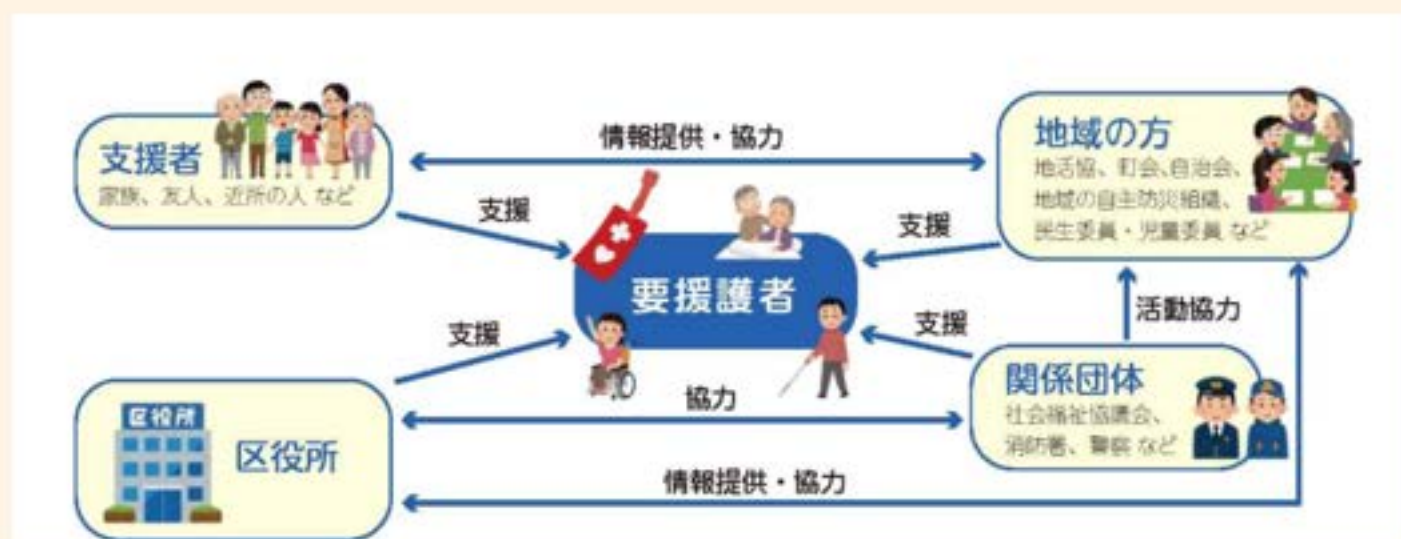 支援者
家族、友人、近所の人 など
情報提供・協力
地域の方
地活協、町会、自治会、
地域の自主防災組織、
民生委員・児童委員 など
支援
支援
要援護者
支援
支援
活動協力
区役所
区役所
協力
関係団体
社会福祉協議会、
消防署、警察 など
情報提供・協力